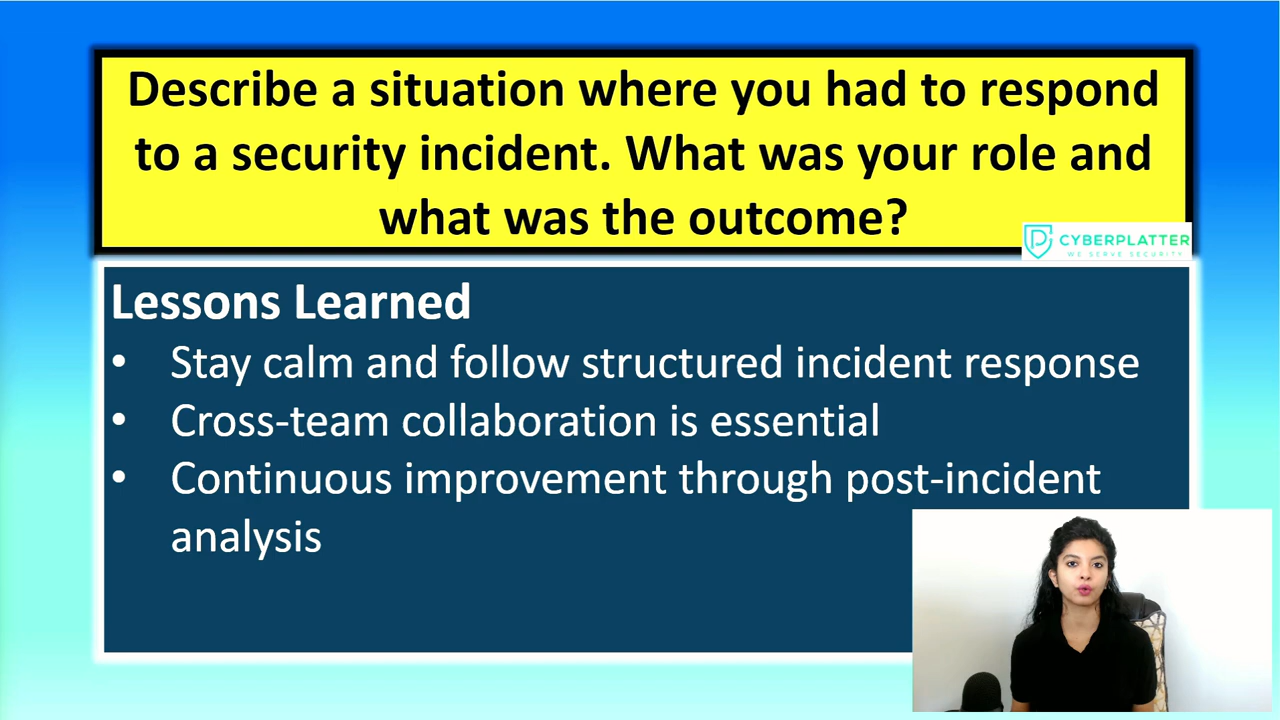 Describe a situation where you had to respond
to a security incident. What was your role and
what was the outcome?
CYBERPLATTER
WE SERVE SECURITY
Lessons Learned
• Stay calm and follow structured incident response
• Cross-team collaboration is essential
• Continuous improvement through post-incident
analysis